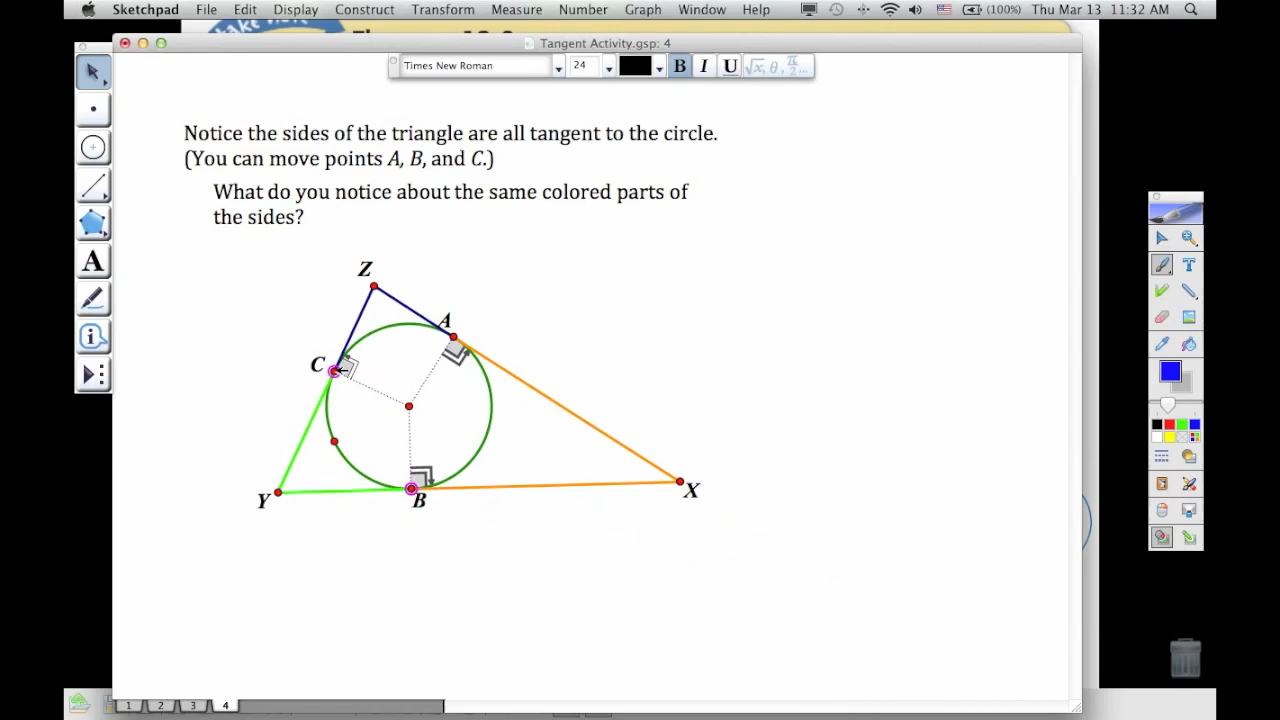 Sketchpad File Edit Display Construct Transform Measure Number Graph Window Help (100%) Thu Mar 13 11:32 AM
take note
Tangent Activity.gsp: 4
Times New Roman 24 B I U √x, θ, π/2...
Notice the sides of the triangle are all tangent to the circle.
(You can move points A, B, and C.)
What do you notice about the same colored parts of
the sides?
Z
A
C
Y
B
X
A
i
T
1 2 3 4